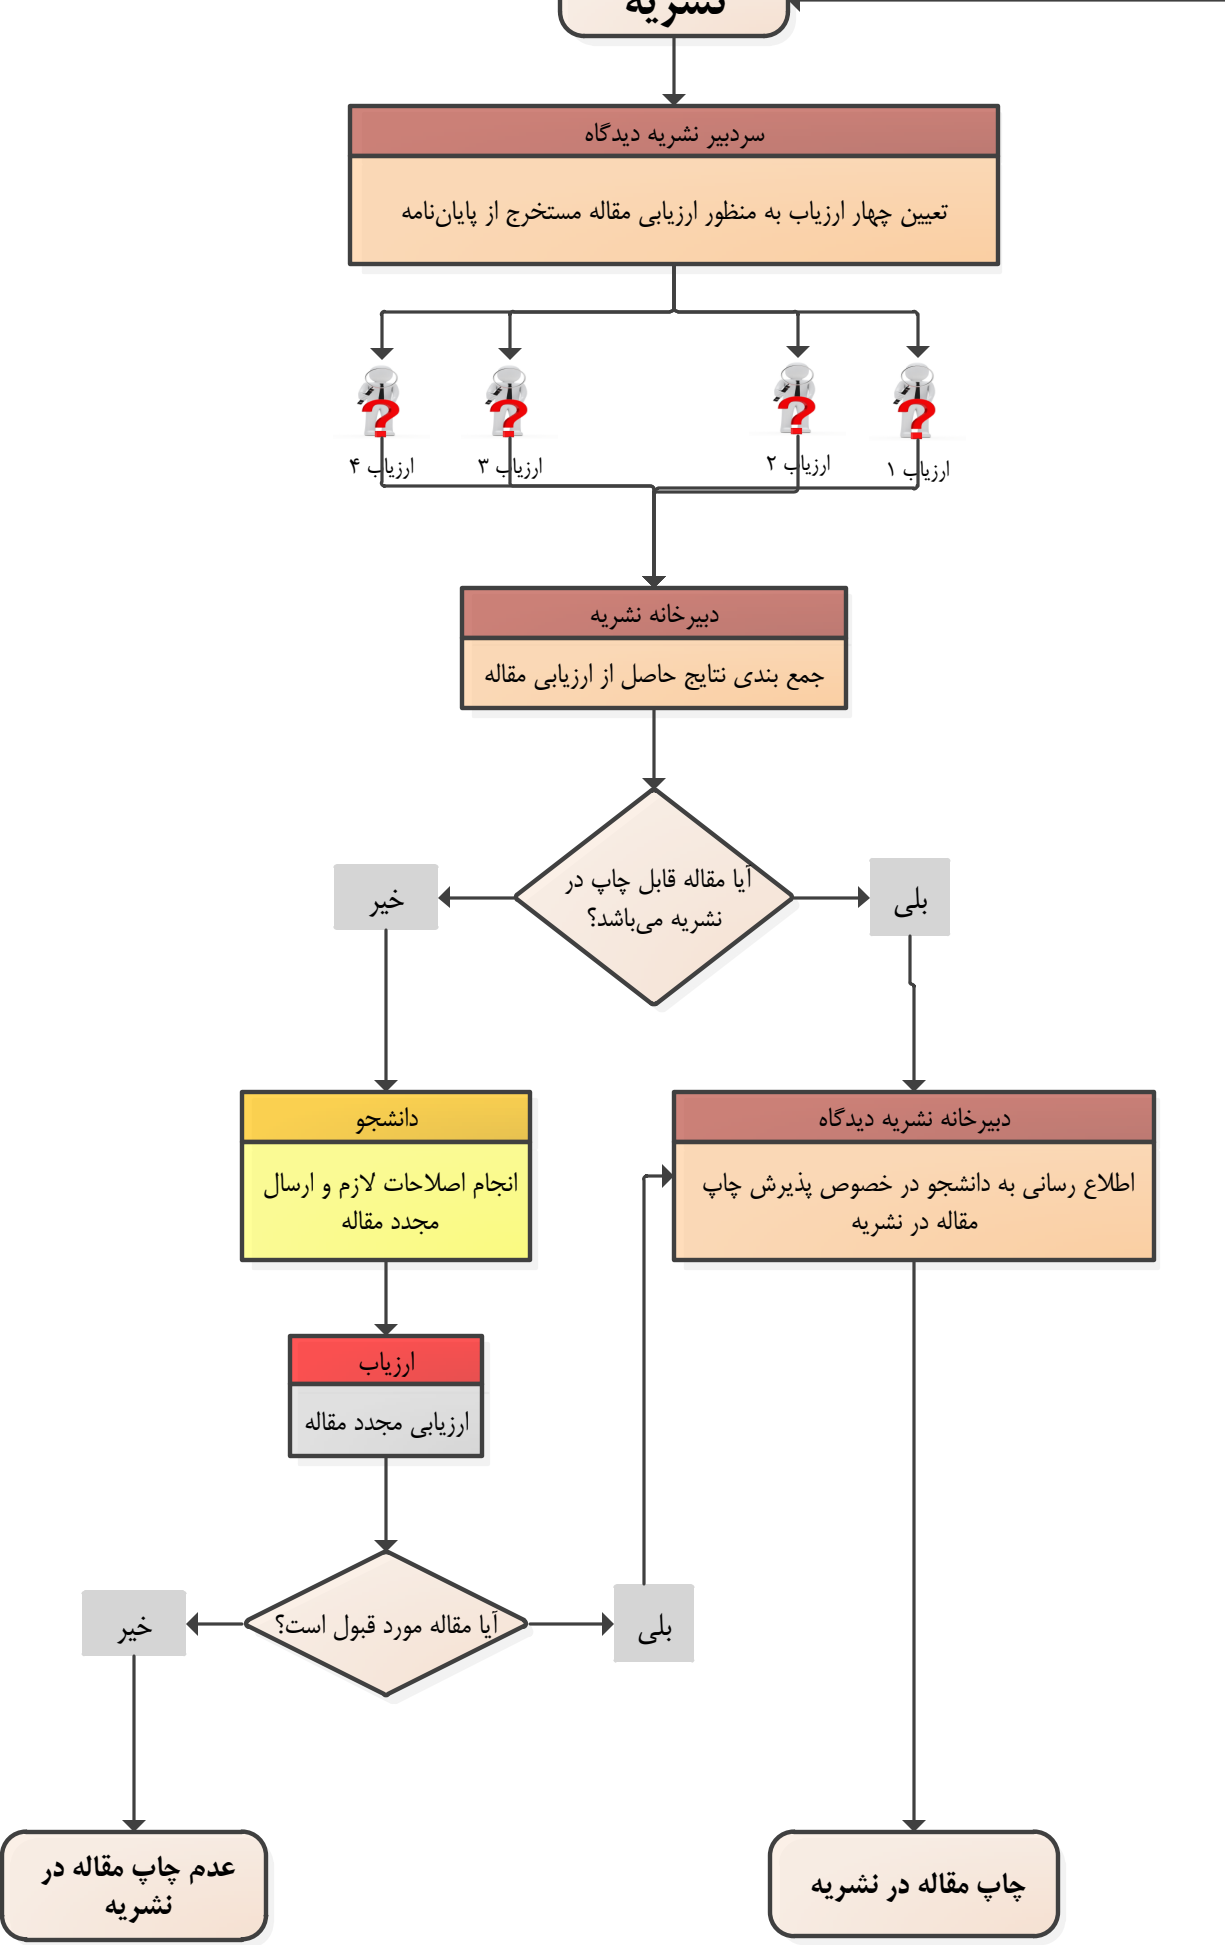 نشریه
سردبیر نشریه دیدگاه
تعیین چهار ارزیاب به منظور ارزیابی مقاله مستخرج از پایان‌نامه
ارزیاب ۱
ارزیاب ۲
ارزیاب ۳
ارزیاب ۴
دبیرخانه نشریه
جمع بندی نتایج حاصل از ارزیابی مقاله
آیا مقاله قابل چاپ در
نشریه می‌باشد؟
بلی
خیر
دبیرخانه نشریه دیدگاه
اطلاع رسانی به دانشجو در خصوص پذیرش چاپ
مقاله در نشریه
دانشجو
انجام اصلاحات لازم و ارسال
مجدد مقاله
ارزیاب
ارزیابی مجدد مقاله
آیا مقاله مورد قبول است؟
بلی
خیر
چاپ مقاله در نشریه
عدم چاپ مقاله در
نشریه